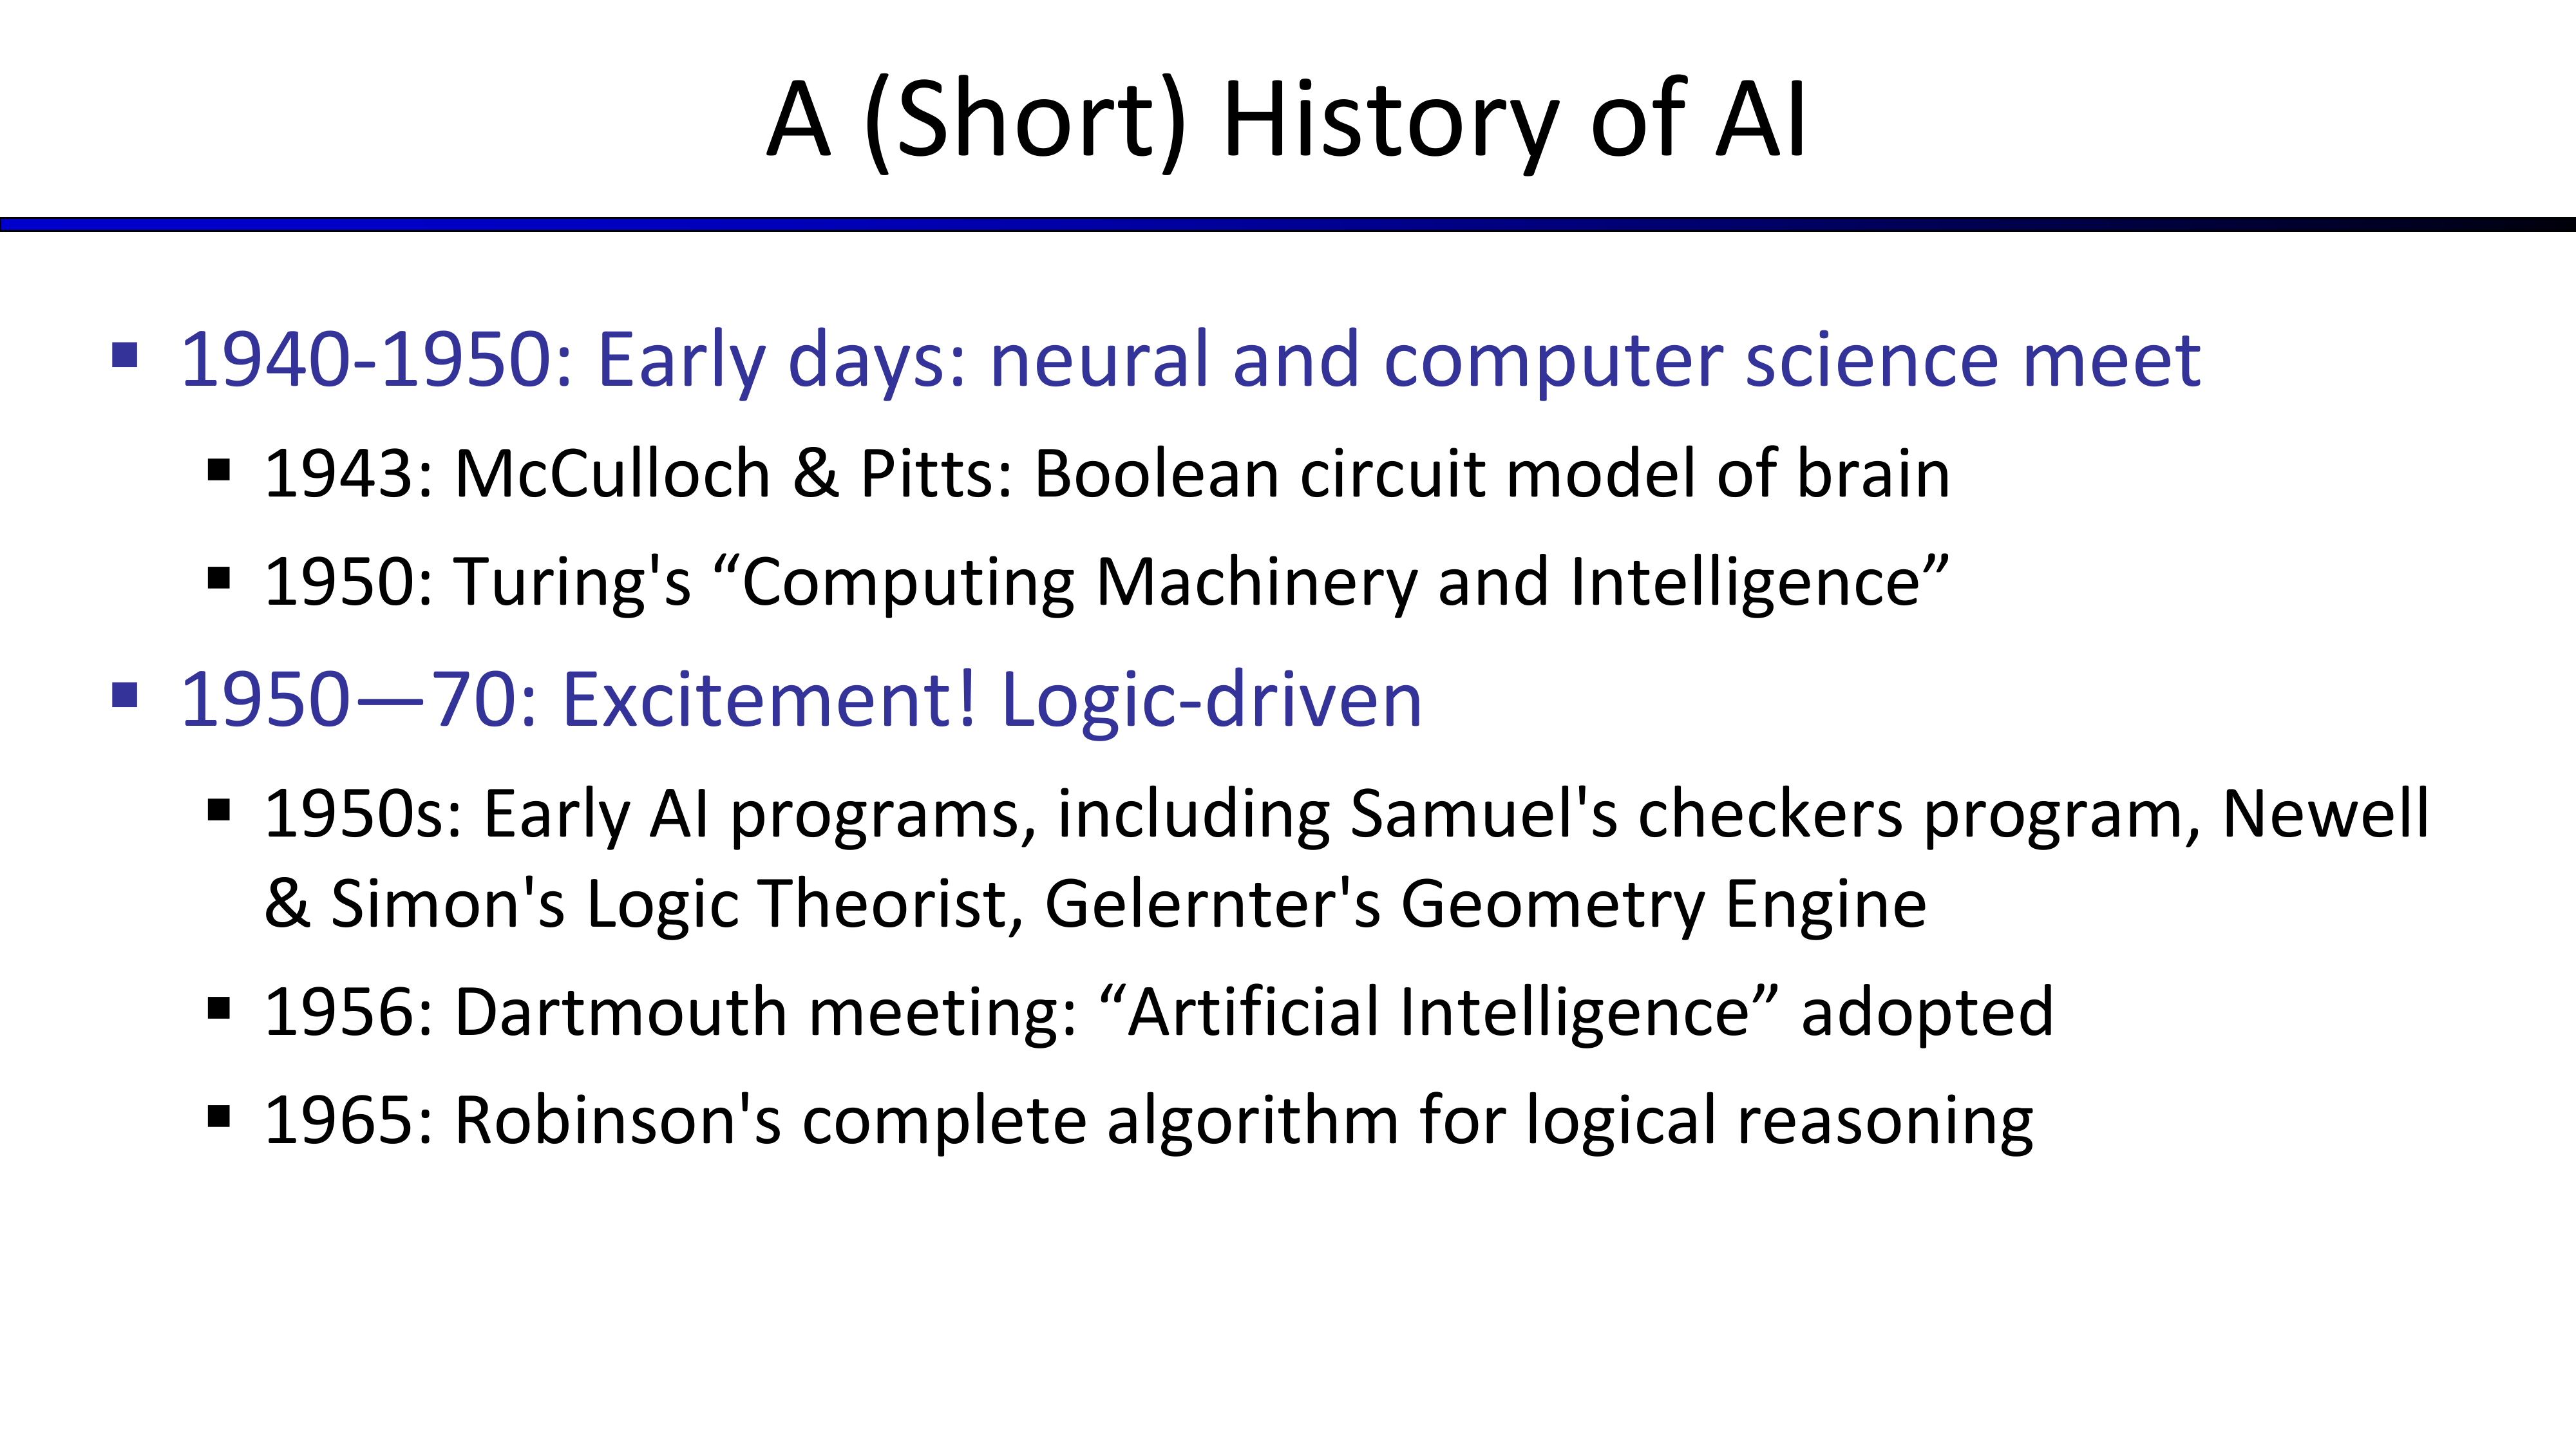 A (Short) History of AI
▪ 1940-1950: Early days: neural and computer science meet
▪ 1943: McCulloch & Pitts: Boolean circuit model of brain
▪ 1950: Turing's “Computing Machinery and Intelligence”
▪ 1950—70: Excitement! Logic-driven
▪ 1950s: Early AI programs, including Samuel's checkers program, Newell
& Simon's Logic Theorist, Gelernter's Geometry Engine
▪ 1956: Dartmouth meeting: “Artificial Intelligence” adopted
▪ 1965: Robinson's complete algorithm for logical reasoning